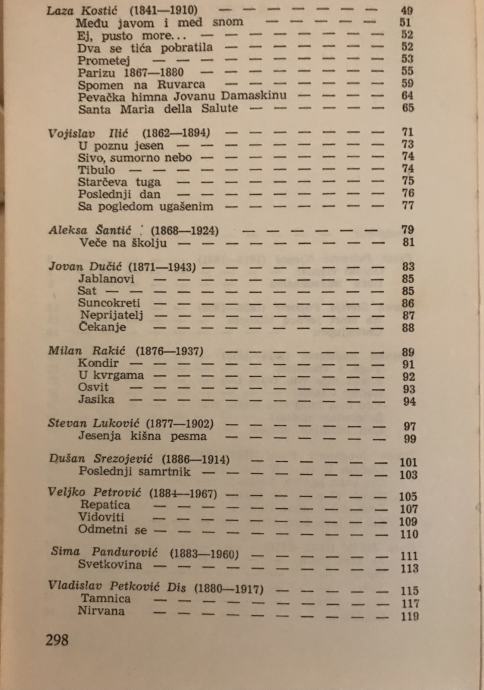 Laza Kostić (1841—1910) — — — — — — — 49
Među javom i med snom — — — — — — 51
Ej, pusto more... — — — — — — — — 52
Dva se tića pobratila — — — — — — — 52
Prometej — — — — — — — — — — 53
Parizu 1867—1880 — — — — — — — — 55
Spomen na Ruvarca — — — — — — — 59
Pevačka himna Jovanu Damaskinu — — — — 64
Santa Maria della Salute — — — — — — 65
Vojislav Ilić (1862—1894) — — — — — — — 71
U poznu jesen — — — — — — — — — 73
Sivo, sumorno nebo — — — — — — — — 74
Tibulo — — — — — — — — — — — 74
Starčeva tuga — — — — — — — — — 75
Poslednji dan — — — — — — — — — 76
Sa pogledom ugašenim — — — — — — — 77
Aleksa Šantić (1868—1924) — — — — — — 79
Veče na školju — — — — — — — — — 81
Jovan Dučić (1871—1943) — — — — — — — 83
Jablanovi — — — — — — — — — — 85
Sat — — — — — — — — — — — — 85
Suncokreti — — — — — — — — — — 86
Neprijatelj — — — — — — — — — — 87
Čekanje — — — — — — — — — — 88
Milan Rakić (1876—1937) — — — — — — — 89
Kondir — — — — — — — — — — — 91
U kvrgama — — — — — — — — — — 92
Osvit — — — — — — — — — — — 93
Jasika — — — — — — — — — — — 94
Stevan Luković (1877—1902) — — — — — — — 97
Jesenja kišna pesma — — — — — — — 99
Dušan Srezojević (1886—1914) — — — — — — 101
Poslednji samrtnik — — — — — — — — 103
Veljko Petrović (1884—1967) — — — — — — — 105
Repatica — — — — — — — — — — 107
Vidoviti — — — — — — — — — — 109
Odmetni se — — — — — — — — — — 110
Sima Pandurović (1883—1960) — — — — — — 111
Svetkovina — — — — — — — — — — 113
Vladislav Petković Dis (1880—1917) — — — — — 115
Tamnica — — — — — — — — — — 117
Nirvana — — — — — — — — — — 119
298